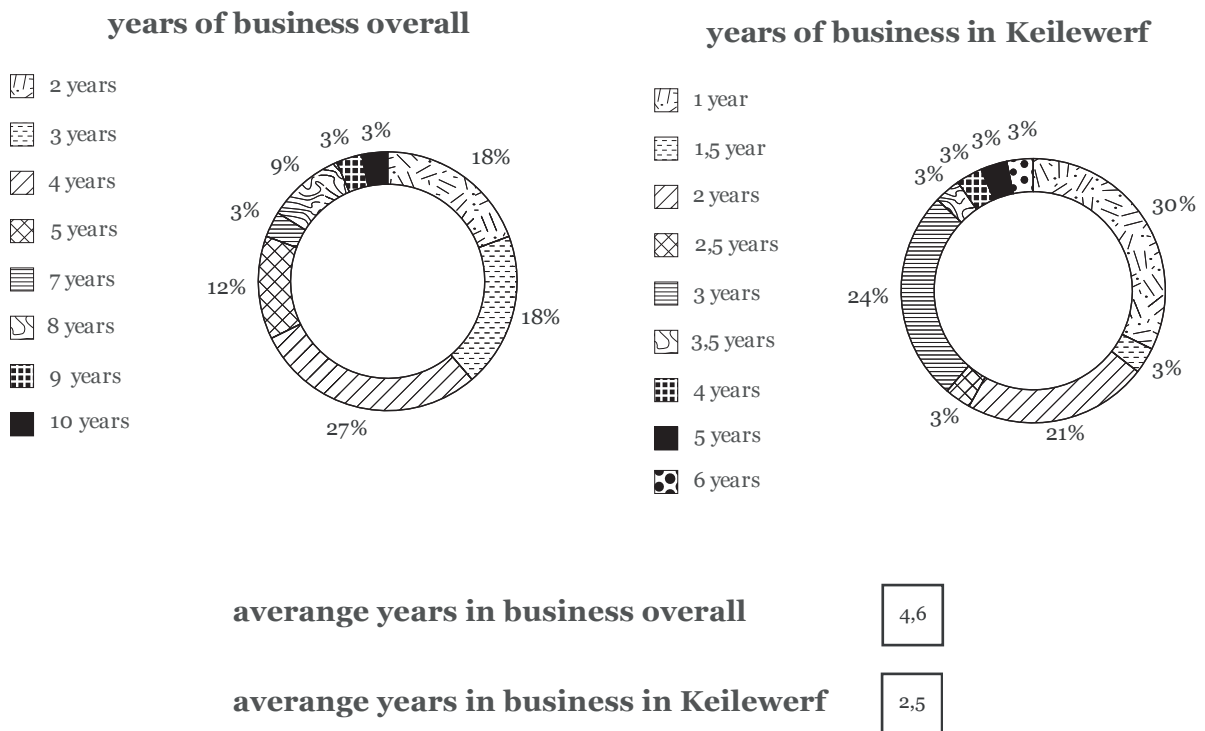 years of business overall
2 years
3 years
4 years
5 years
7 years
8 years
9 years
10 years
3%
3%
18%
9%
3%
12%
18%
27%
years of business in Keilewerf
1 year
1,5 year
2 years
2,5 years
3 years
3,5 years
4 years
5 years
6 years
3%
3%
3%
3%
30%
24%
3%
3%
21%
averange years in business overall
4,6
averange years in business in Keilewerf
2,5